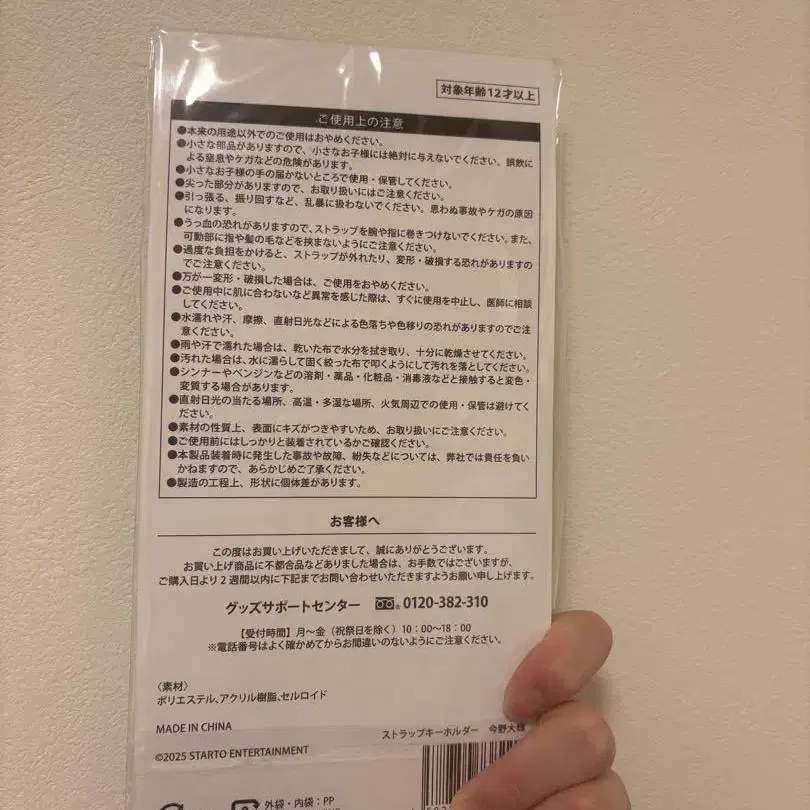 対象年齢12才以上
ご使用上の注意
●本来の用途以外でのご使用はおやめください。
●小さな部品がありますので、小さなお子様には絶対に与えないでください。誤飲に
よる窒息やケガなどの危険があります。
●小さなお子様の手の届かないところで使用・保管してください。
●尖った部分がありますので、お取り扱いにはご注意ください。
●引っ張る、振り回すなど、乱暴に扱わないでください。思わぬ事故やケガの原因
になります。
●うっ血の恐れがありますので、ストラップを腕や指に巻きつけないでください。また、
可動部に指や髪の毛などを挟まないようにご注意ください。
●過度な負担をかけると、ストラップが外れたり、変形・破損する恐れがありますの
でご注意ください。
●万が一変形・破損した場合は、ご使用をおやめください。
●ご使用中に肌に合わないなど異常を感じた際は、すぐに使用を中止し、医師に相談
してください。
●水濡れや汗、摩擦、直射日光などによる色落ちや色移りの恐れがありますのでご注
意ください。
●雨や汗で濡れた場合は、乾いた布で水分を拭き取り、十分に乾燥させてください。
●汚れた場合は、水に濡らして固く絞った布で叩くようにして汚れを落としてください。
●シンナーやベンジンなどの溶剤・薬品・化粧品・消毒液などと接触すると変色・
変質する場合があります。
●直射日光の当たる場所、高温・多湿な場所、火気周辺での使用・保管は避けてく
ださい。
●素材の性質上、表面にキズがつきやすいため、お取り扱いにご注意ください。
●ご使用前にはしっかりと装着されているかご確認ください。
●本製品装着時に発生した事故や故障、紛失などについては、弊社では責任を負い
かねますので、あらかじめご了承ください。
●製造の工程上、形状に個体差があります。
お客様へ
この度はお買い上げいただきまして、誠にありがとうございます。
お買い上げ商品に不都合品などありました場合は、お手数ではございますが、
ご購入日より2週間以内に下記までお問い合わせいただきますようお願い申し上げます。
グッズサポートセンター 0120-382-310
【受付時間】月〜金（祝祭日を除く）10：00〜18：00
※電話番号はよく確かめてからお間違いのないようにご注意ください。
〈素材〉
ポリエステル、アクリル樹脂、セルロイド
MADE IN CHINA
ストラップキーホルダー 今野大輝
©2025 STARTO ENTERTAINMENT
外袋・内袋：PP